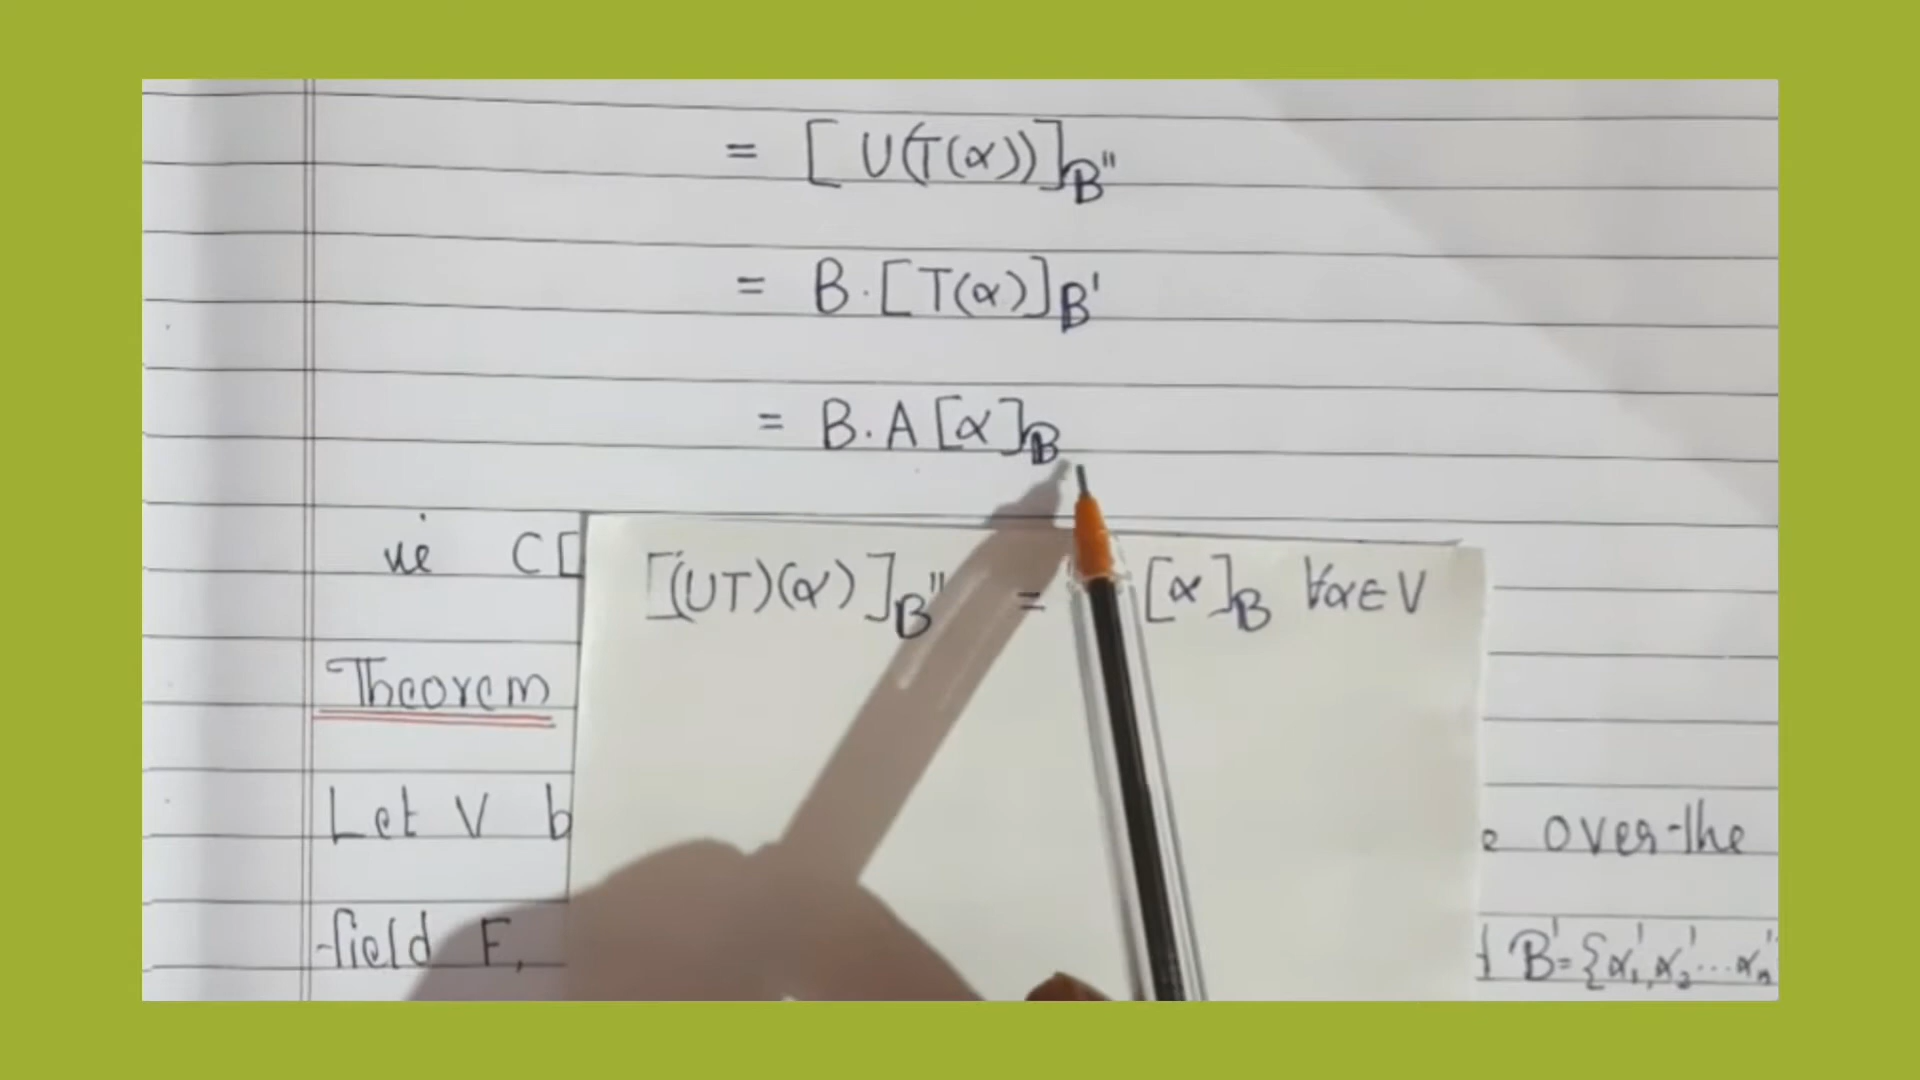 = [U(T(α))]B''
= B·[T(α)]B'
= B·A[α]B
ie C[
[(UT)(α)]B'' = [α]B ∀α∈V
Theorem
Let V b
e over the
field F,
B'={α₁',α₂'...αₙ'